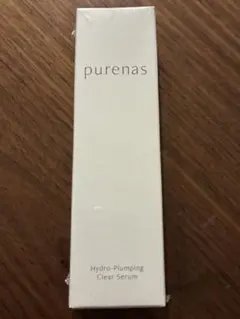 purenas
Hydro-Plumping
Clear Serum